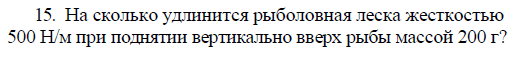 15. На сколько удлинится рыболовная леска жесткостью
500 Н/м при поднятии вертикально вверх рыбы массой 200 г?